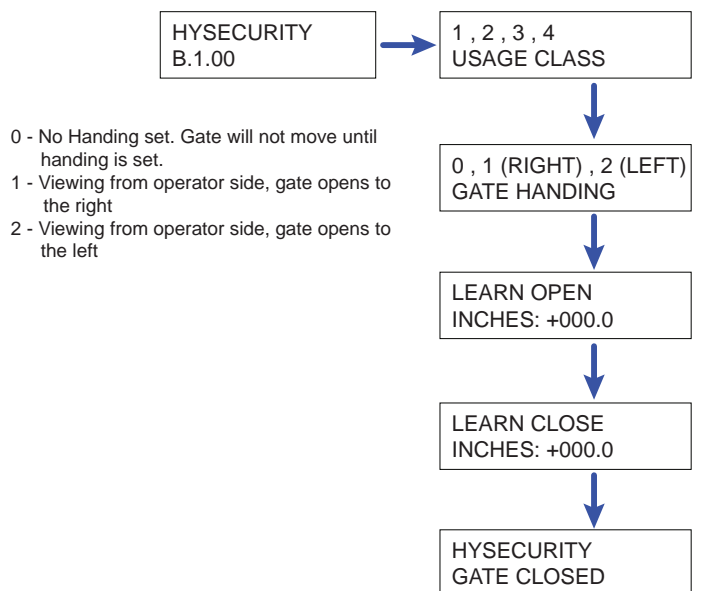 HYSECURITY
B.1.00
1 , 2 , 3 , 4
USAGE CLASS
0 - No Handing set. Gate will not move until
handing is set.
1 - Viewing from operator side, gate opens to
the right
2 - Viewing from operator side, gate opens to
the left
0 , 1 (RIGHT) , 2 (LEFT)
GATE HANDING
LEARN OPEN
INCHES: +000.0
LEARN CLOSE
INCHES: +000.0
HYSECURITY
GATE CLOSED